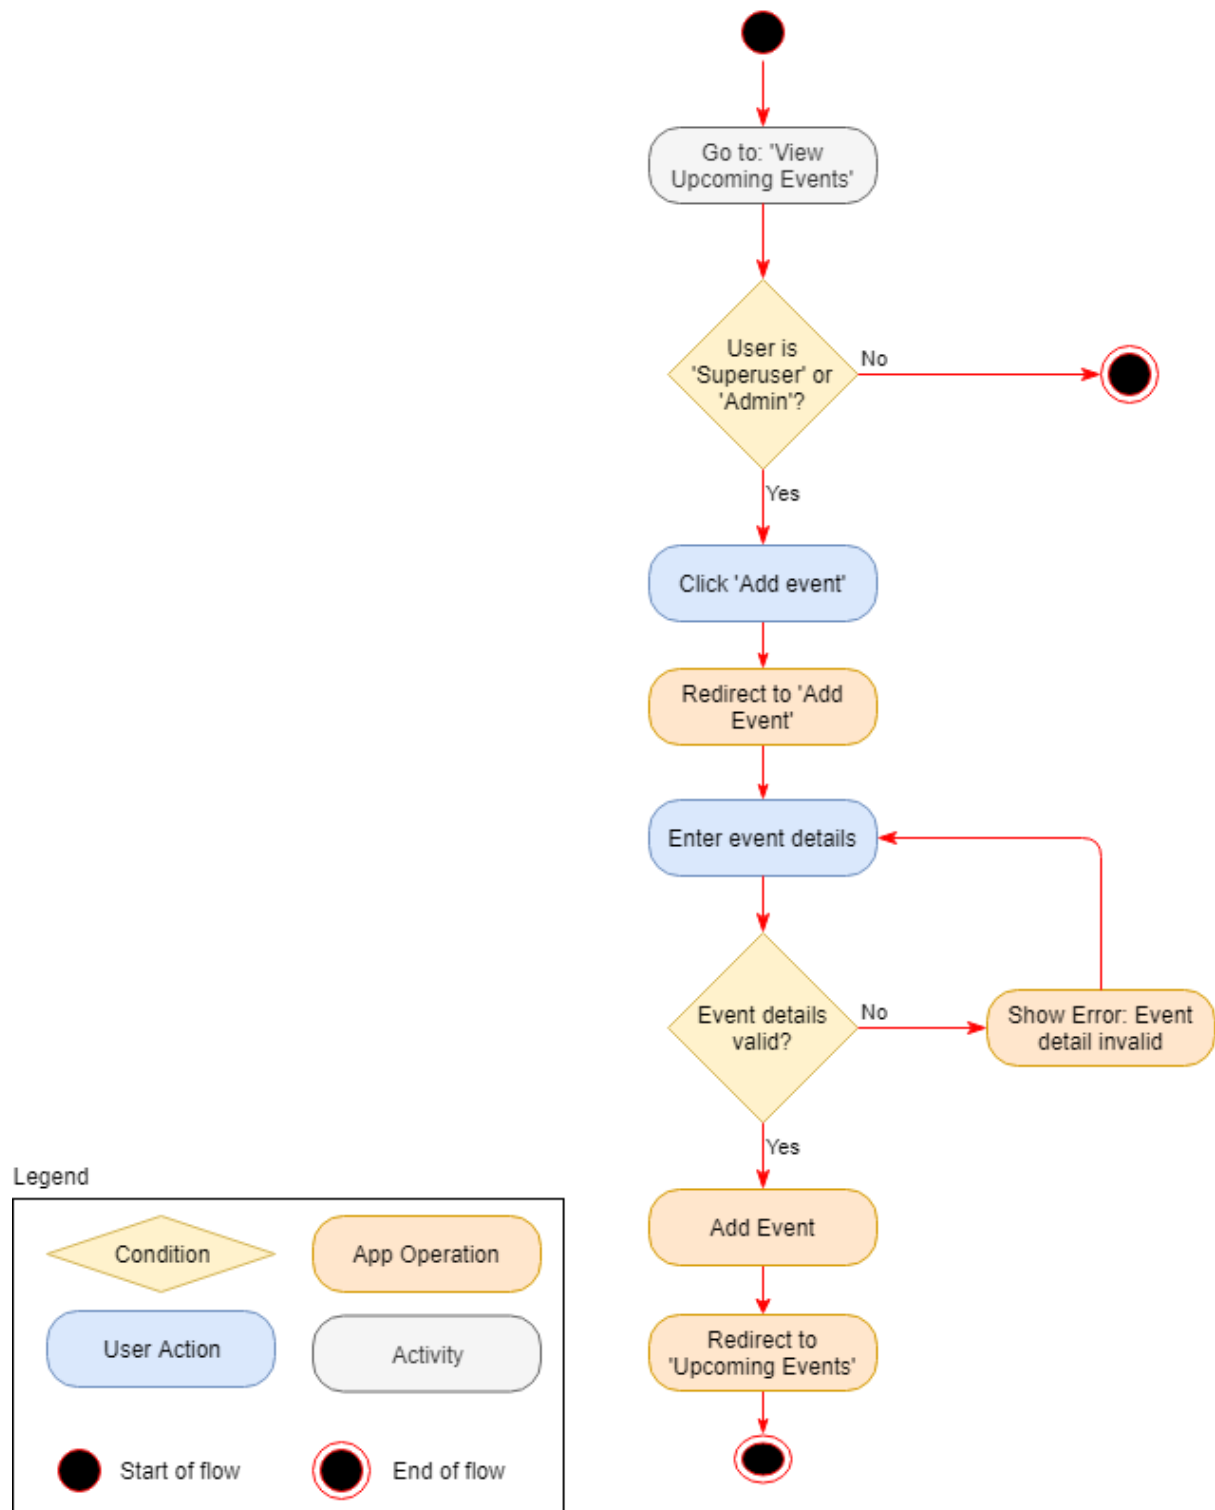 Go to: 'View
Upcoming Events'
User is
'Superuser' or
'Admin'?
No
Yes
Click 'Add event'
Redirect to 'Add
Event'
Enter event details
Event details
valid?
No
Show Error: Event
detail invalid
Yes
Add Event
Redirect to
'Upcoming Events'
Legend
Condition
App Operation
User Action
Activity
Start of flow
End of flow